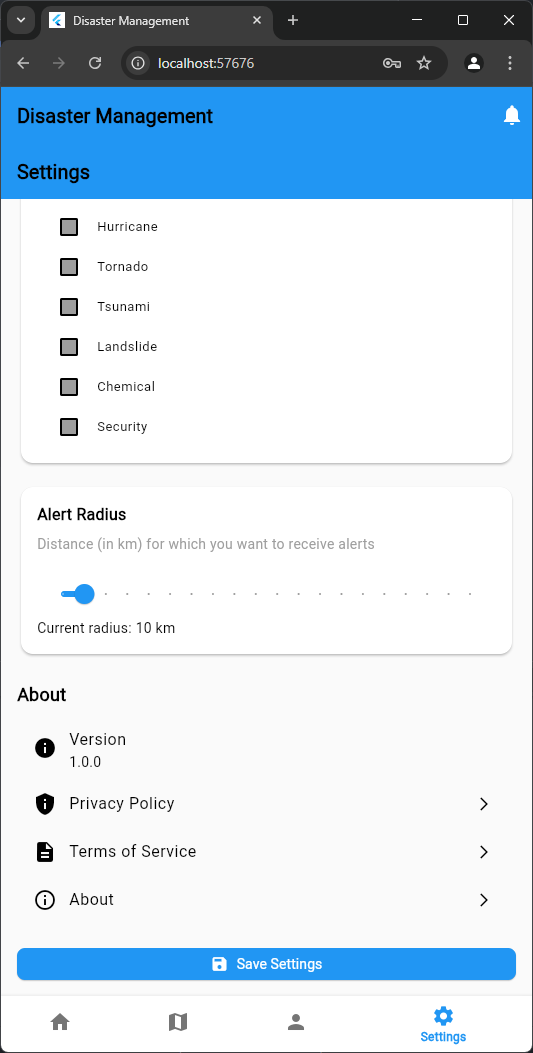 Disaster Management
localhost:57676
Disaster Management
Settings
Hurricane
Tornado
Tsunami
Landslide
Chemical
Security
Alert Radius
Distance (in km) for which you want to receive alerts
Current radius: 10 km
About
Version
1.0.0
Privacy Policy
Terms of Service
About
Save Settings
Settings